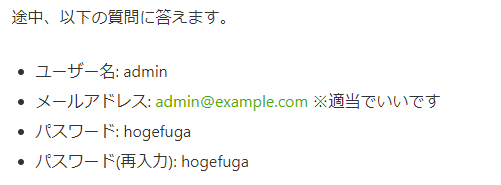 途中、以下の質問に答えます。
ユーザー名: admin
メールアドレス: admin@example.com ※適当でいいです
パスワード: hogefuga
パスワード(再入力): hogefuga